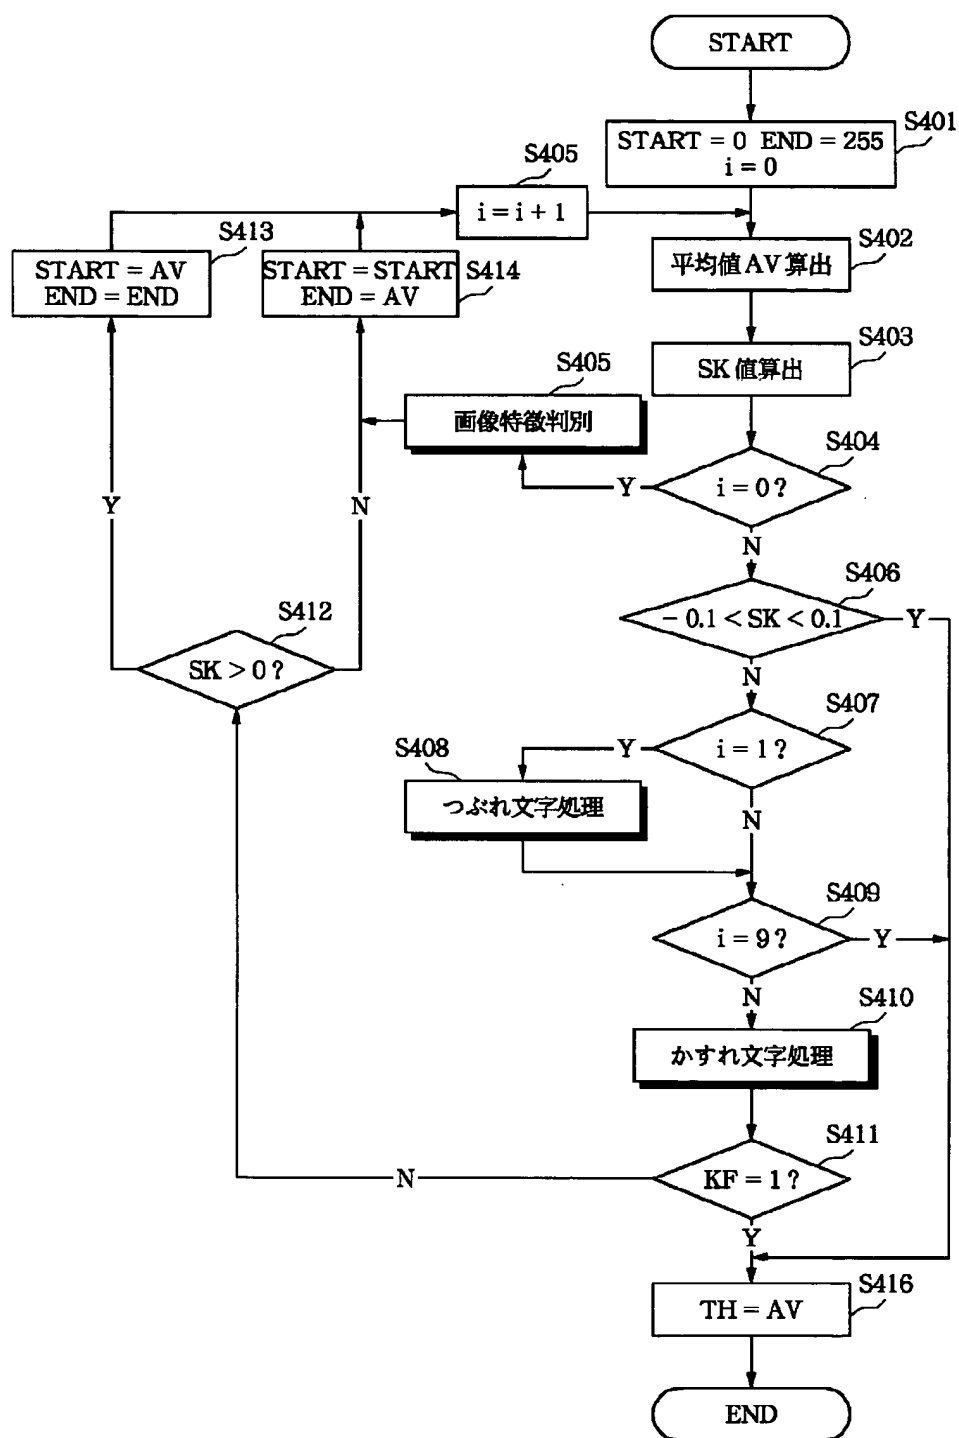 START
S401
START = 0 END = 255
i = 0
S405
i = i + 1
S413
START = AV
END = END
START = START
END = AV
S414
S402
平均値AV算出
S403
SK値算出
S405
画像特徴判別
S404
i = 0?
Y
N
Y
N
S406
- 0.1 < SK < 0.1
Y
N
S412
SK > 0?
S407
i = 1?
Y
N
S408
つぶれ文字処理
S409
i = 9?
Y
N
S410
かすれ文字処理
S411
KF = 1?
N
Y
S416
TH = AV
END